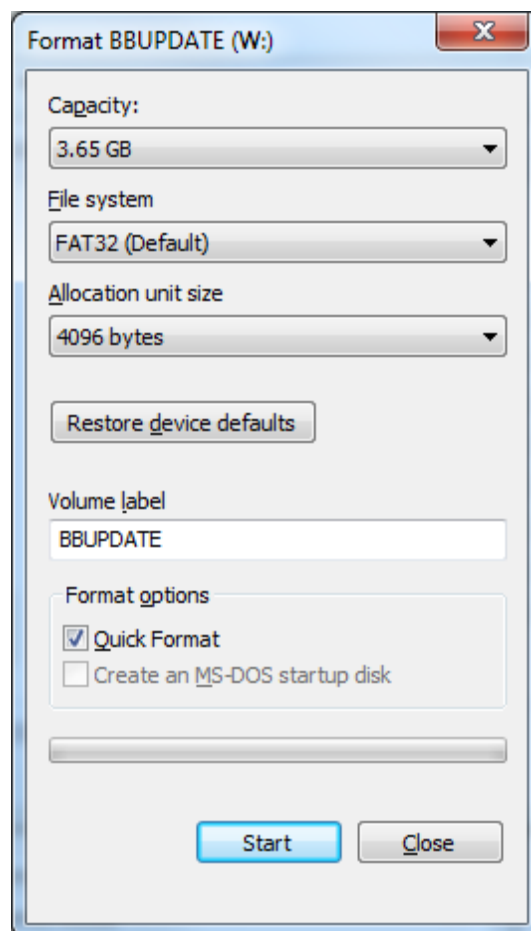 Format BBUPDATE (W:)
Capacity:
3.65 GB
File system
FAT32 (Default)
Allocation unit size
4096 bytes
Restore device defaults
Volume label
BBUPDATE
Format options
Quick Format
Create an MS-DOS startup disk
Start
Close